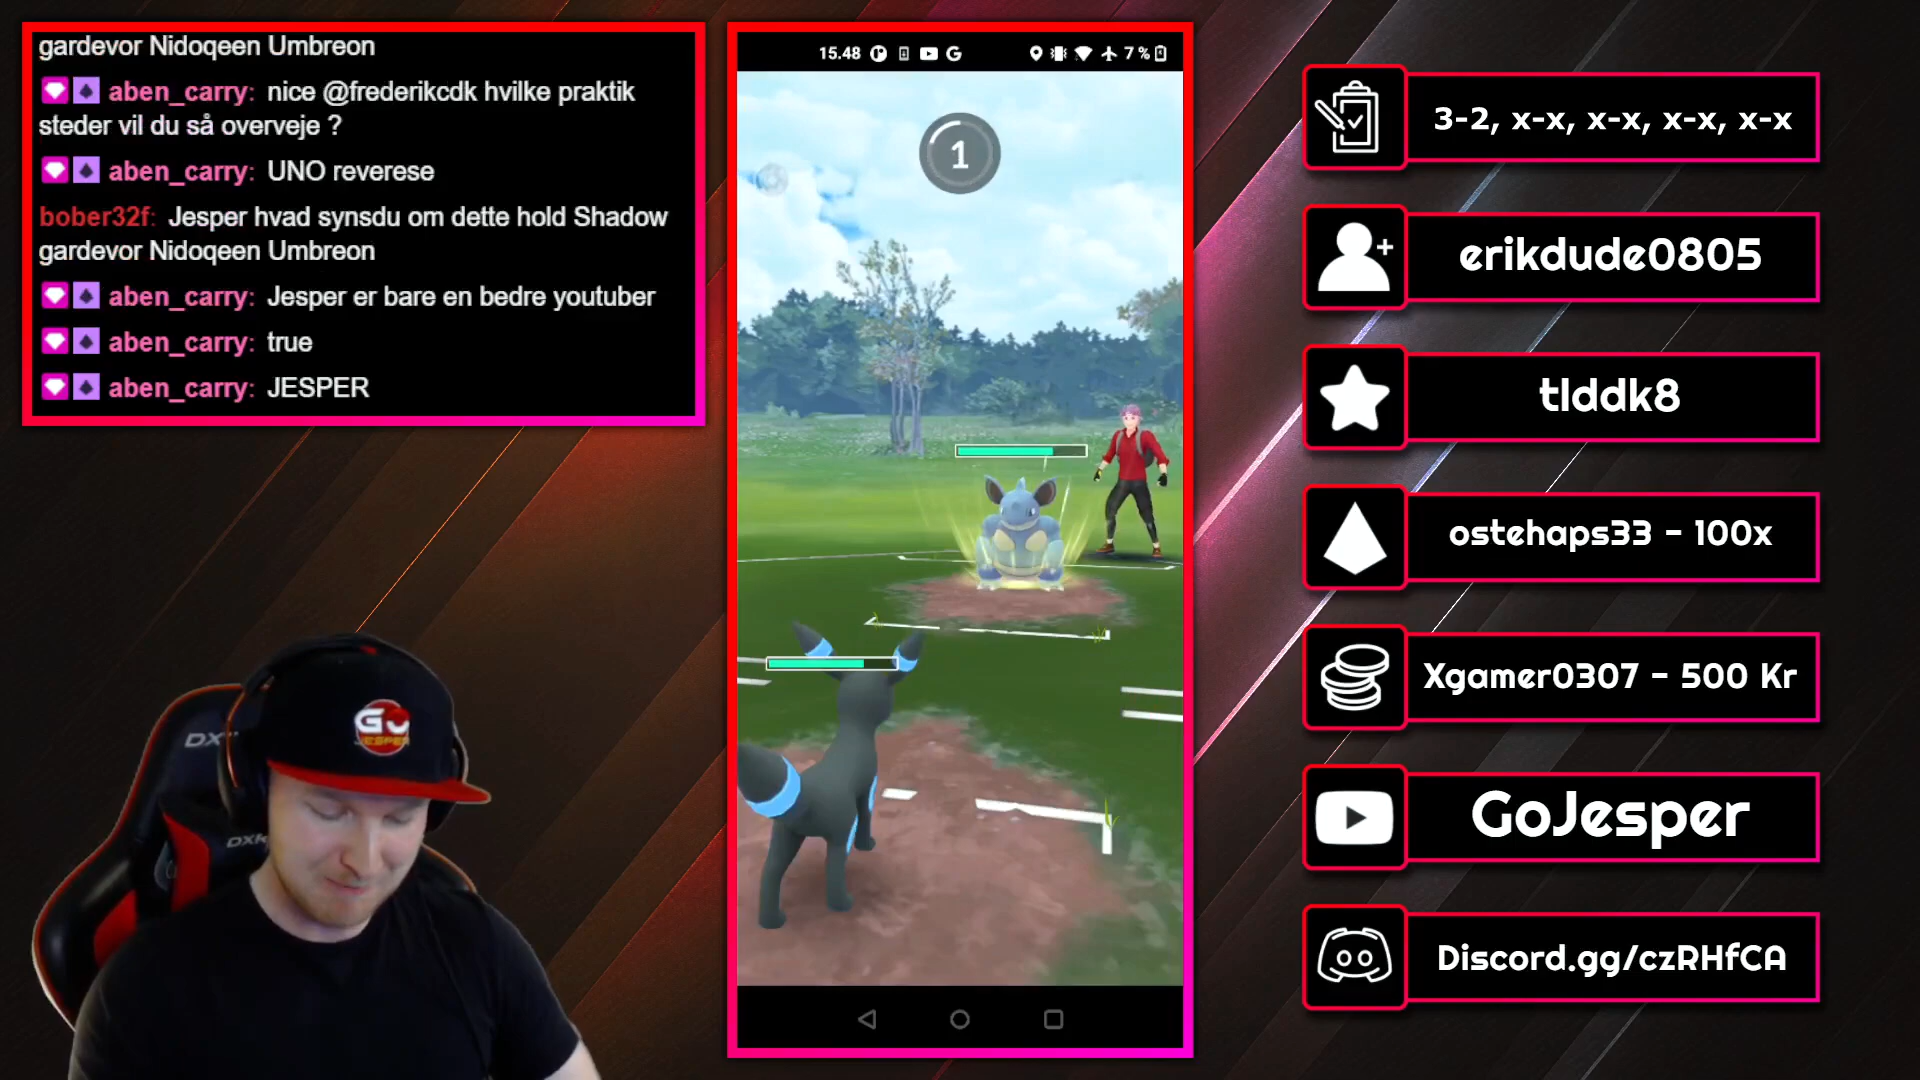 gardevor Nidoqeen Umbreon
aben_carry: nice @frederikcdk hvilke praktik
steder vil du så overveje ?
aben_carry: UNO reverese
bober32f: Jesper hvad synsdu om dette hold Shadow
gardevor Nidoqeen Umbreon
aben_carry: Jesper er bare en bedre youtuber
aben_carry: true
aben_carry: JESPER
15.48
7 %
1
3-2, x-x, x-x, x-x, x-x
erikdude0805
tlddk8
ostehaps33 - 100x
Xgamer0307 - 500 Kr
GoJesper
Discord.gg/czRHfCA
GO
JESPER